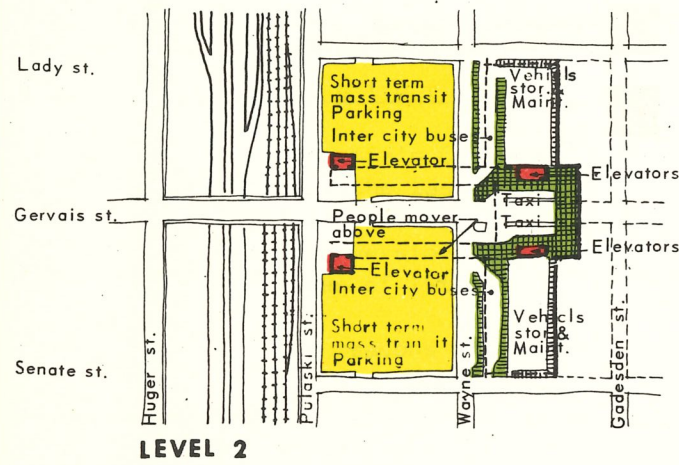 Lady st.
Short term
mass transit
Parking
Inter city buses
Elevator
Vehicls
stor. &
Maint.
Elevators
Taxi
Gervais st.
People mover
above
Taxi
Elevators
Elevator
Inter city buses
Short term
mass transit
Parking
Vehicls
stor. &
Maint.
Senate st.
Huger st.
Pulaski st.
Wayne st.
Gadesden st.
LEVEL 2